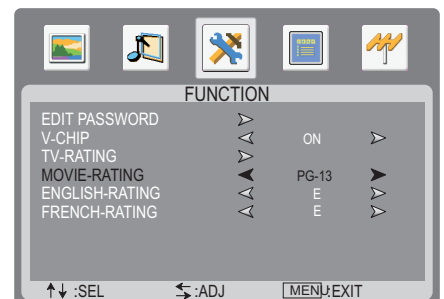 FUNCTION
EDIT PASSWORD
V-CHIP ON
TV-RATING
MOVIE-RATING PG-13
ENGLISH-RATING E
FRENCH-RATING E
:SEL :ADJ MENU:EXIT